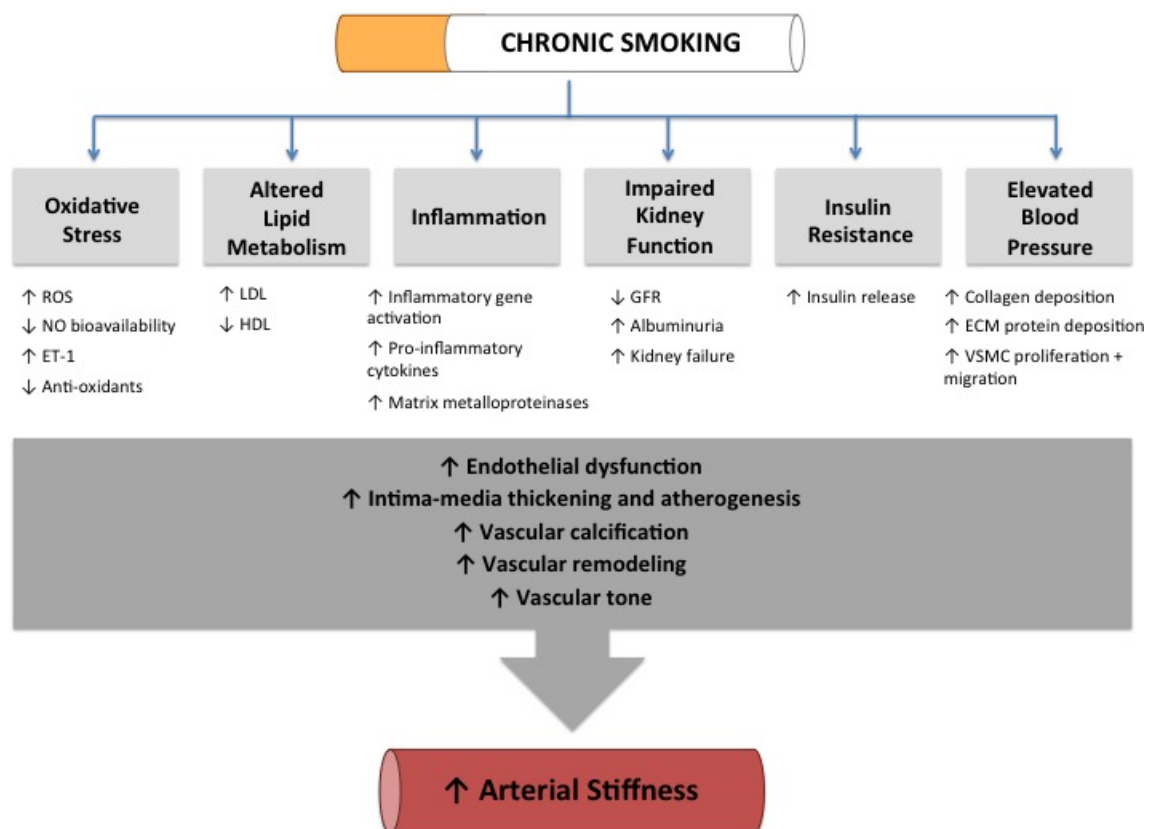 CHRONIC SMOKING
Oxidative
Stress
Altered
Lipid
Metabolism
Inflammation
Impaired
Kidney
Function
Insulin
Resistance
Elevated
Blood
Pressure
↑ ROS
↓ NO bioavailability
↑ ET-1
↓ Anti-oxidants
↑ LDL
↓ HDL
↑ Inflammatory gene
activation
↑ Pro-inflammatory
cytokines
↑ Matrix metalloproteinases
↓ GFR
↑ Albuminuria
↑ Kidney failure
↑ Insulin release
↑ Collagen deposition
↑ ECM protein deposition
↑ VSMC proliferation +
migration
↑ Endothelial dysfunction
↑ Intima-media thickening and atherogenesis
↑ Vascular calcification
↑ Vascular remodeling
↑ Vascular tone
↑ Arterial Stiffness